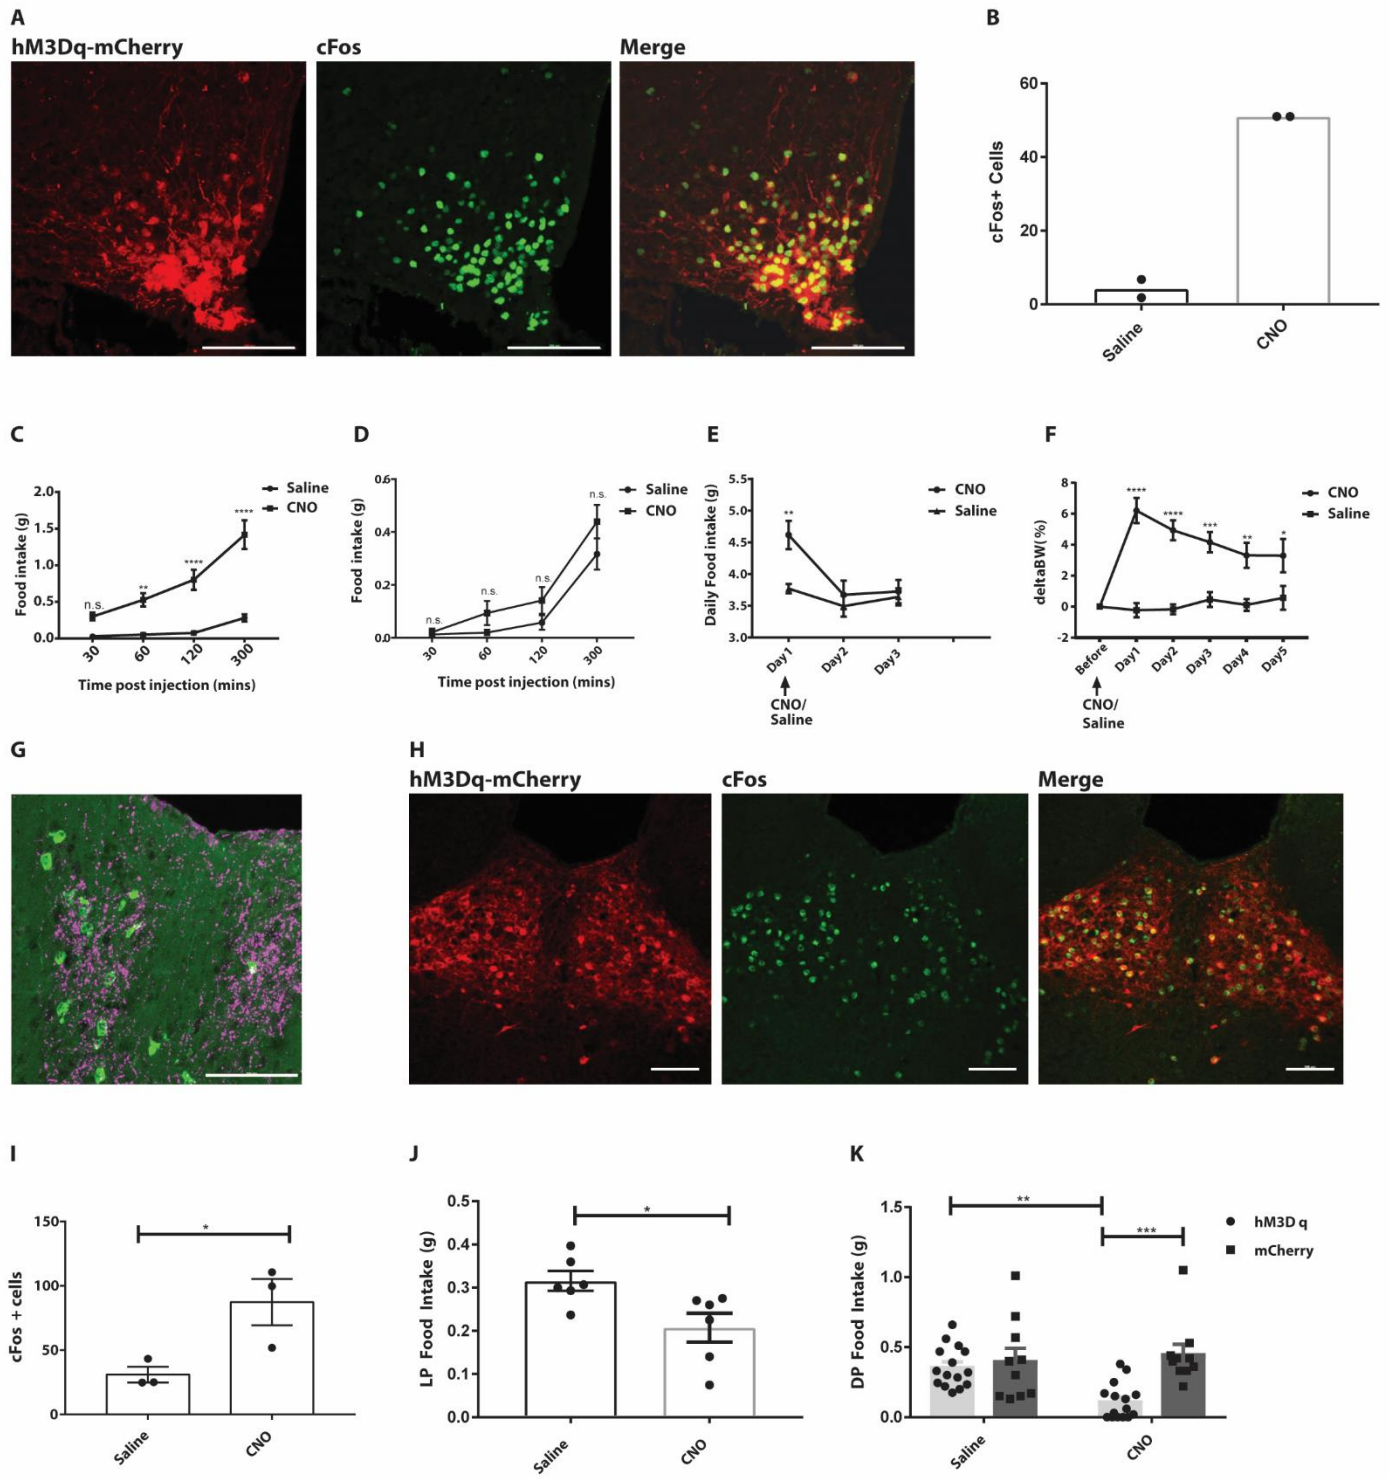 A
hM3Dq-mCherry
cFos
Merge
B
60
40
20
0
cFos+ Cells
Saline
CNO
C
2.0
1.5
1.0
0.5
0.0
Food intake (g)
n.s.
**
****
****
Saline
CNO
30
60
120
300
Time post injection (mins)
D
0.6
0.4
0.2
0.0
Food intake (g)
n.s.
n.s.
n.s.
n.s.
Saline
CNO
30
60
120
300
Time post injection (mins)
E
5.5
5.0
4.5
4.0
3.5
3.0
Daily Food intake (g)
**
CNO
Saline
Day1
Day2
Day3
CNO/
Saline
F
8
6
4
2
0
-2
deltaBW(%)
****
****
***
**
*
CNO
Saline
Before
Day1
Day2
Day3
Day4
Day5
CNO/
Saline
G
H
hM3Dq-mCherry
cFos
Merge
I
150
100
50
0
cFos + cells
*
Saline
CNO
J
0.5
0.4
0.3
0.2
0.1
0.0
LP Food Intake (g)
*
Saline
CNO
K
1.5
1.0
0.5
0.0
DP Food Intake (g)
**
***
hM3D q
mCherry
Saline
CNO